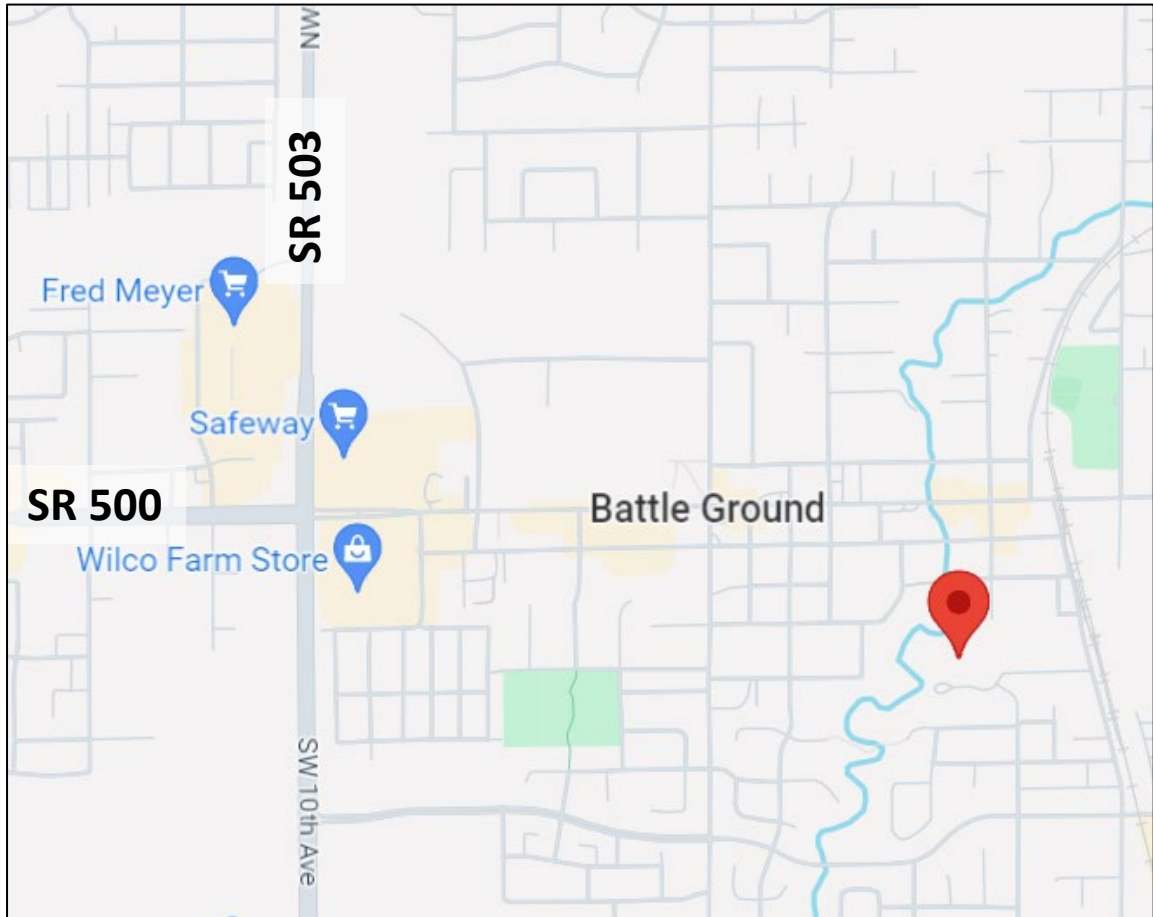 NW
SR 503
Fred Meyer
Safeway
SR 500
Battle Ground
Wilco Farm Store
SW 10th Ave